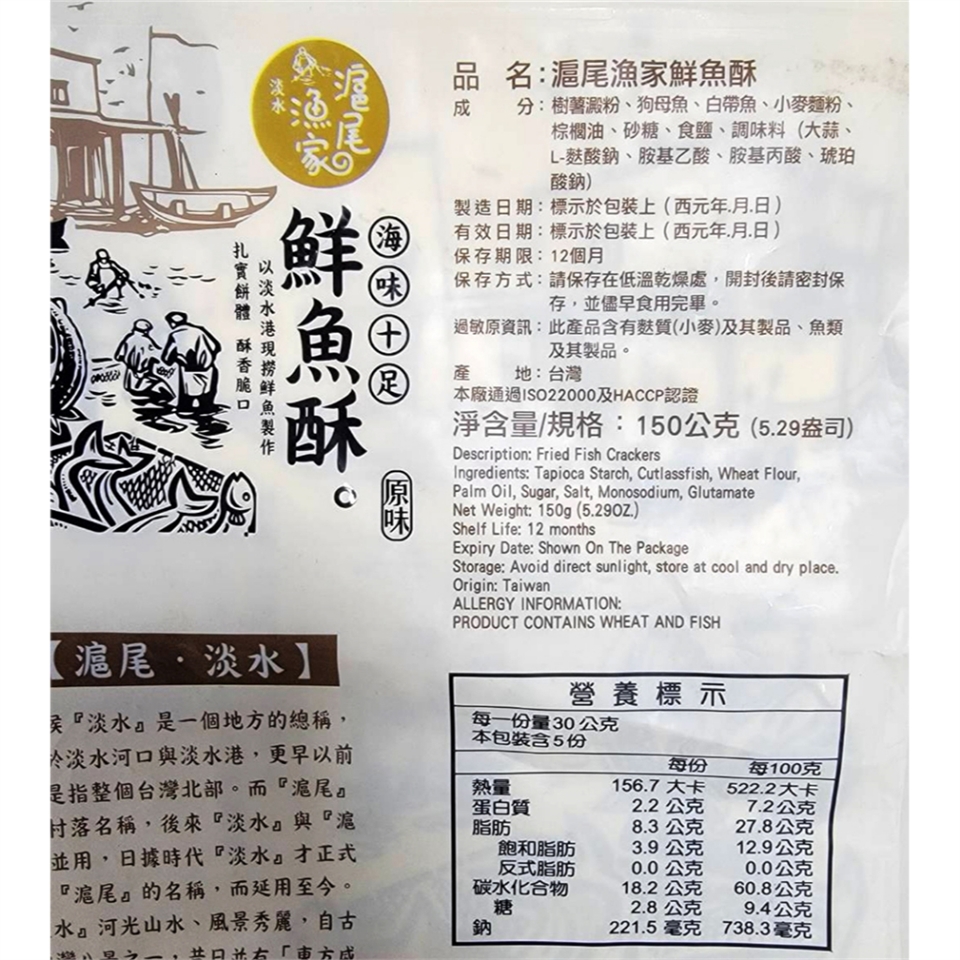 滬尾
漁家
淡水
海味十足
鮮魚酥。
以淡水港現撈鮮魚製作
扎實餅體 酥香脆口
原味
品 名：滬尾漁家鮮魚酥
成 分：樹薯澱粉、狗母魚、白帶魚、小麥麵粉、
棕櫚油、砂糖、食鹽、調味料（大蒜、
L-麩酸鈉、胺基乙酸、胺基丙酸、琥珀
酸鈉）
製造日期：標示於包裝上（西元年.月.日）
有效日期：標示於包裝上（西元年.月.日）
保存期限：12個月
保存方式：請保存在低溫乾燥處，開封後請密封保
存，並儘早食用完畢。
過敏原資訊：此產品含有麩質(小麥)及其製品、魚類
及其製品。
產 地：台灣
本廠通過ISO22000及HACCP認證
淨含量/規格：150公克 (5.29盎司)
Description: Fried Fish Crackers
Ingredients: Tapioca Starch, Cutlassfish, Wheat Flour,
Palm Oil, Sugar, Salt, Monosodium, Glutamate
Net Weight: 150g (5.29OZ.)
Shelf Life: 12 months
Expiry Date: Shown On The Package
Storage: Avoid direct sunlight, store at cool and dry place.
Origin: Taiwan
ALLERGY INFORMATION:
PRODUCT CONTAINS WHEAT AND FISH
【滬尾．淡水】
『淡水』是一個地方的總稱，
淡水河口與淡水港，更早以前
是指整個台灣北部。而『滬尾』
村落名稱，後來『淡水』與『滬
並用，日據時代『淡水』才正式
『滬尾』的名稱，而延用至今。
水』河光山水、風景秀麗，自古
灣八景之一，昔日並有「東方威
營養標示
每一份量30公克
本包裝含5份
每份 每100克
熱量 156.7 大卡 522.2大卡
蛋白質 2.2 公克 7.2公克
脂肪 8.3 公克 27.8公克
飽和脂肪 3.9 公克 12.9公克
反式脂肪 0.0 公克 0.0公克
碳水化合物 18.2 公克 60.8公克
糖 2.8 公克 9.4公克
鈉 221.5 毫克 738.3毫克